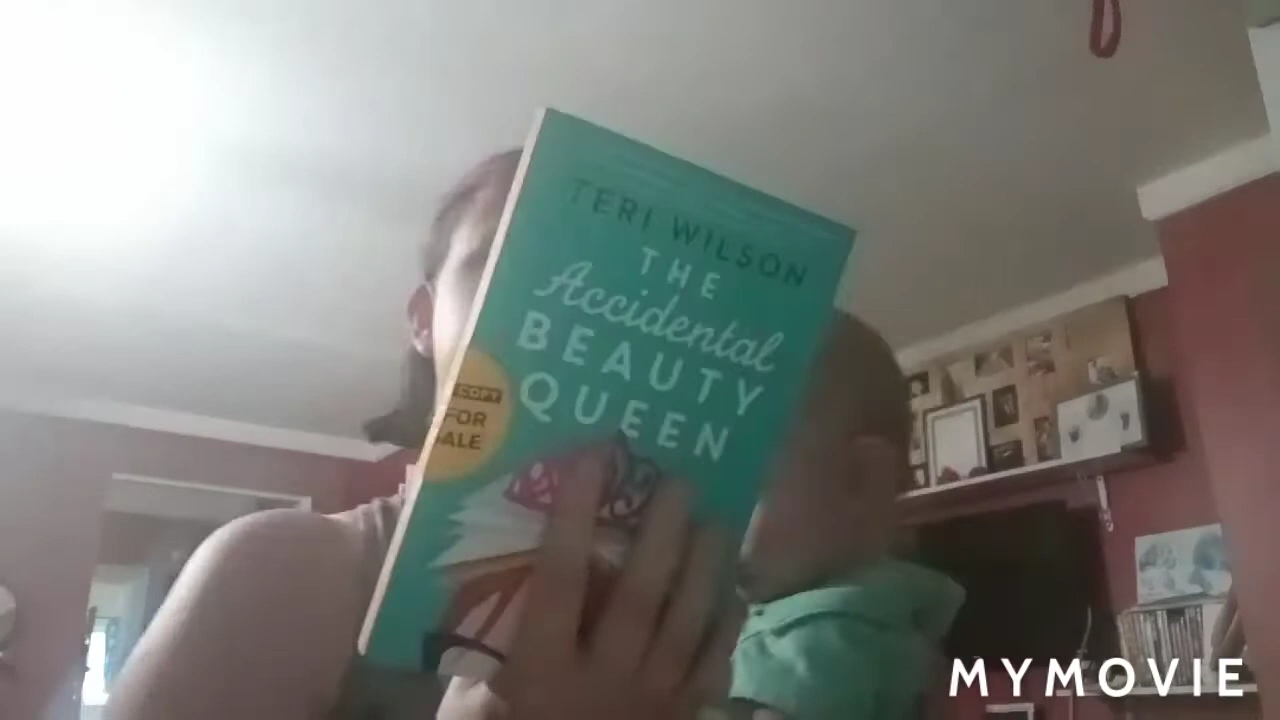 TERI WILSON
THE
Accidental
BEAUTY
QUEEN
COPY
FOR
ALE
MYMOVIE